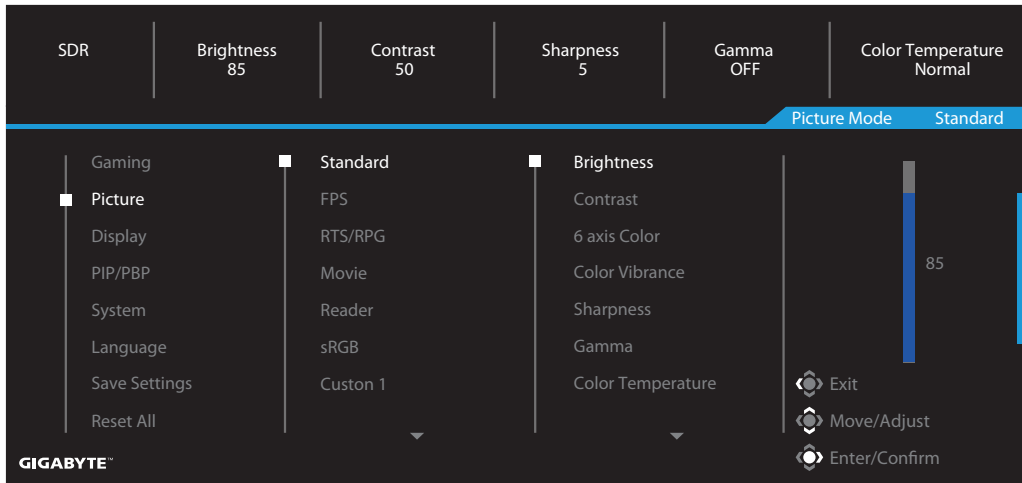 SDR
Brightness
85
Contrast
50
Sharpness
5
Gamma
OFF
Color Temperature
Normal
Picture Mode Standard
Gaming
Picture
Display
PIP/PBP
System
Language
Save Settings
Reset All
Standard
FPS
RTS/RPG
Movie
Reader
sRGB
Custon 1
Brightness
Contrast
6 axis Color
Color Vibrance
Sharpness
Gamma
Color Temperature
85
Exit
Move/Adjust
Enter/Confirm
GIGABYTE™